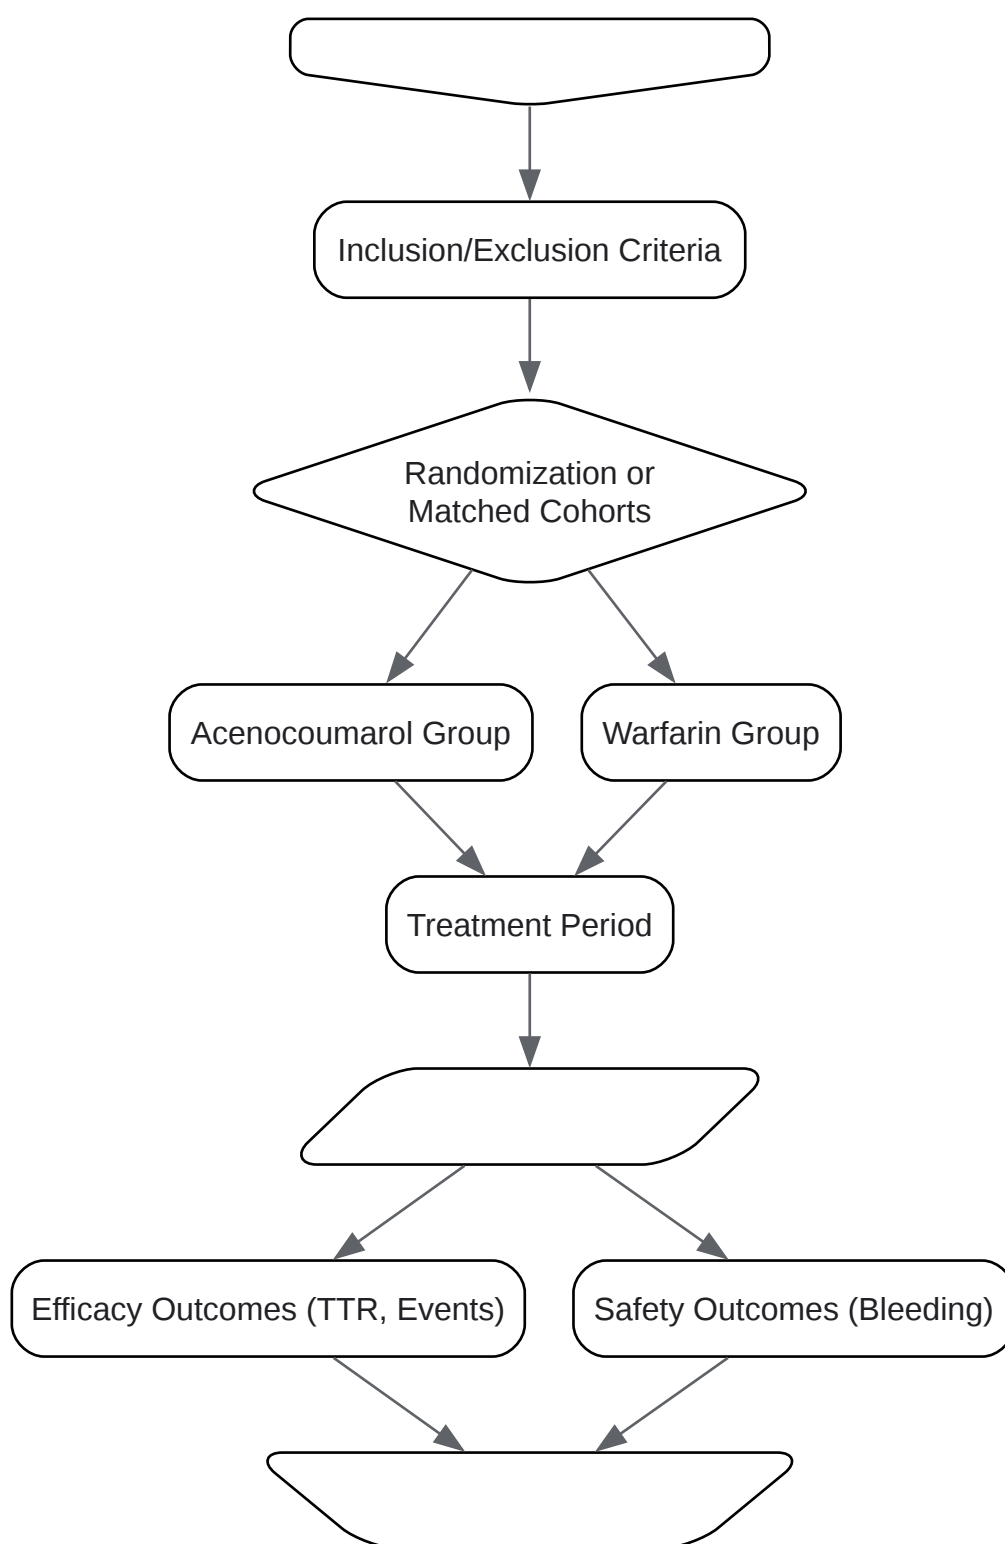 Inclusion/Exclusion Criteria
Randomization or
Matched Cohorts
Acenocoumarol Group
Warfarin Group
Treatment Period
Efficacy Outcomes (TTR, Events)
Safety Outcomes (Bleeding)